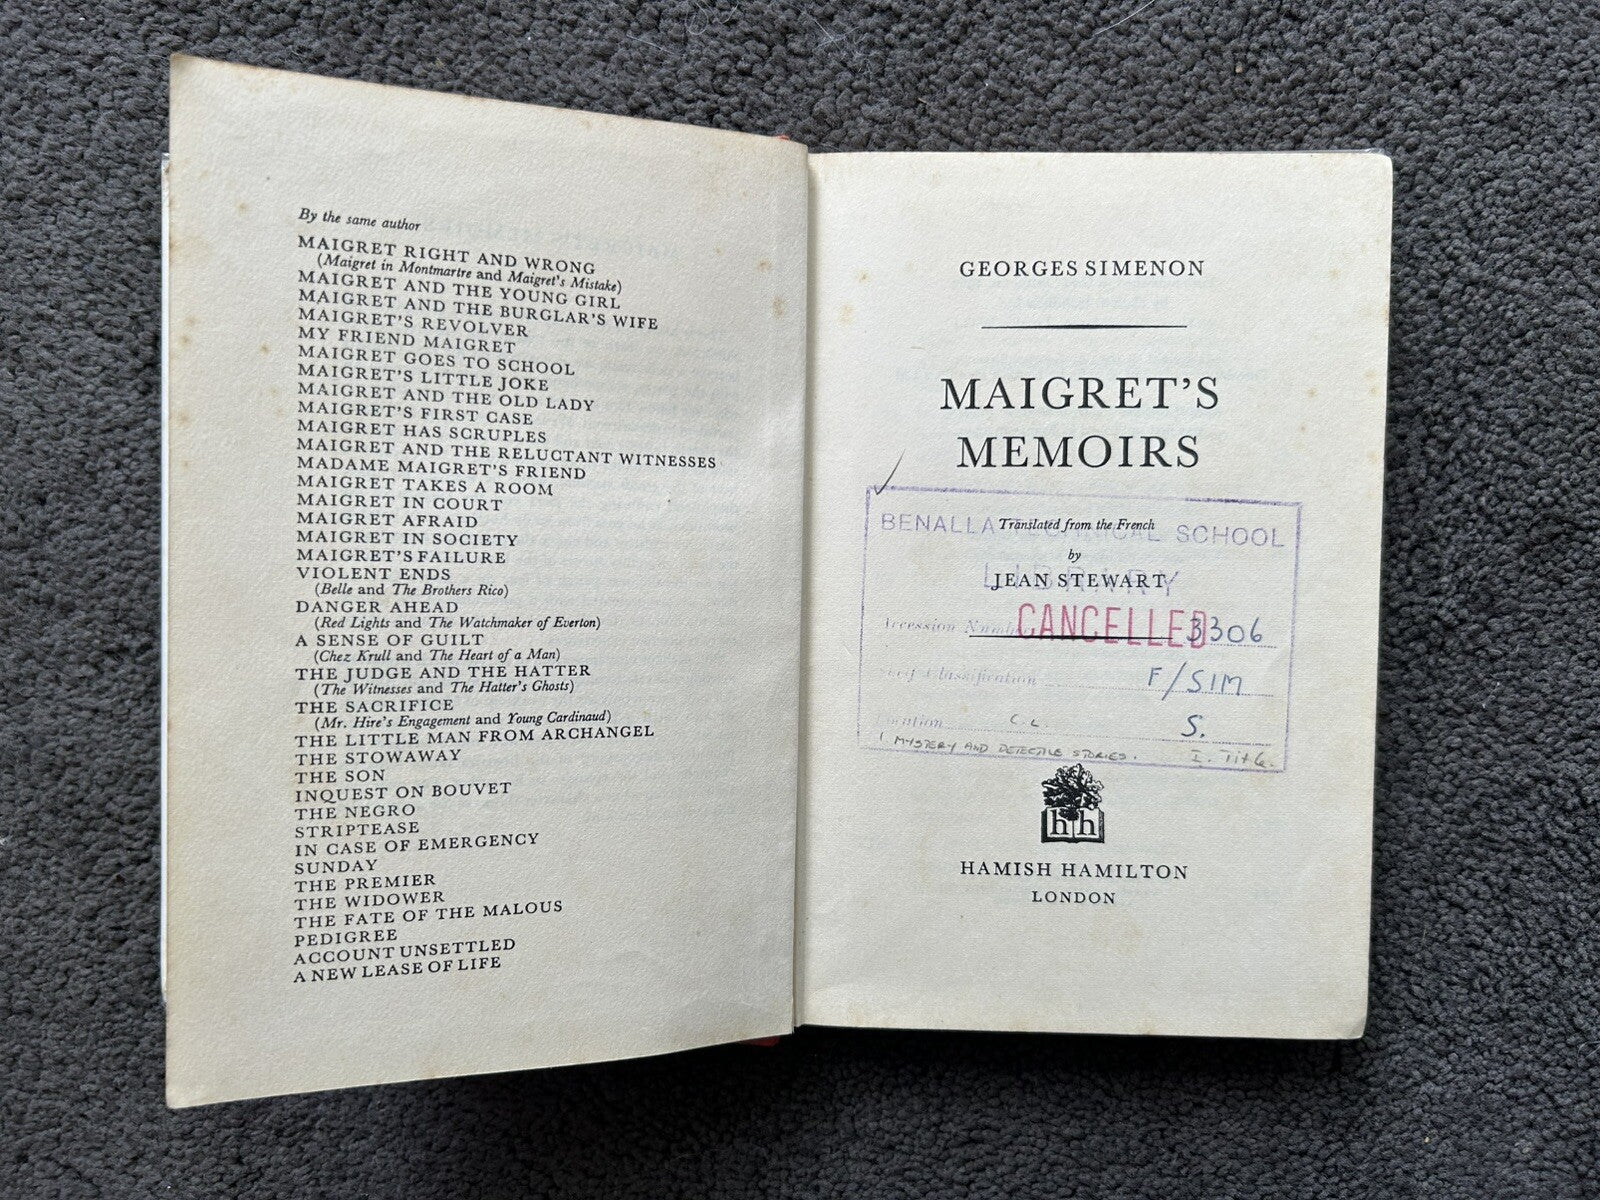 By the same author
MAIGRET RIGHT AND WRONG
(Maigret in Montmartre and Maigret's Mistake)
MAIGRET AND THE YOUNG GIRL
MAIGRET AND THE BURGLAR'S WIFE
MAIGRET'S REVOLVER
MY FRIEND MAIGRET
MAIGRET GOES TO SCHOOL
MAIGRET'S LITTLE JOKE
MAIGRET AND THE OLD LADY
MAIGRET'S FIRST CASE
MAIGRET HAS SCRUPLES
MAIGRET AND THE RELUCTANT WITNESSES
MADAME MAIGRET'S FRIEND
MAIGRET TAKES A ROOM
MAIGRET IN COURT
MAIGRET AFRAID
MAIGRET IN SOCIETY
MAIGRET'S FAILURE
VIOLENT ENDS
(Belle and The Brothers Rico)
DANGER AHEAD
(Red Lights and The Watchmaker of Everton)
A SENSE OF GUILT
(Chez Krull and The Heart of a Man)
THE JUDGE AND THE HATTER
(The Witnesses and The Hatter's Ghosts)
THE SACRIFICE
(Mr. Hire's Engagement and Young Cardinaud)
THE LITTLE MAN FROM ARCHANGEL
THE STOWAWAY
THE SON
INQUEST ON BOUVET
THE NEGRO
STRIPTEASE
IN CASE OF EMERGENCY
SUNDAY
THE PREMIER
THE WIDOWER
THE FATE OF THE MALOUS
PEDIGREE
ACCOUNT UNSETTLED
A NEW LEASE OF LIFE
GEORGES SIMENON
MAIGRET'S
MEMOIRS
Translated from the French
BENALLA TECHNICAL SCHOOL
by
LIBRARY
JEAN STEWART
CANCELLED
Accession Number 3306
Classification F/SIM
C.L. S.
1 MYSTERY AND DETECTIVE STORIES. I. Title.
hh
HAMISH HAMILTON
LONDON